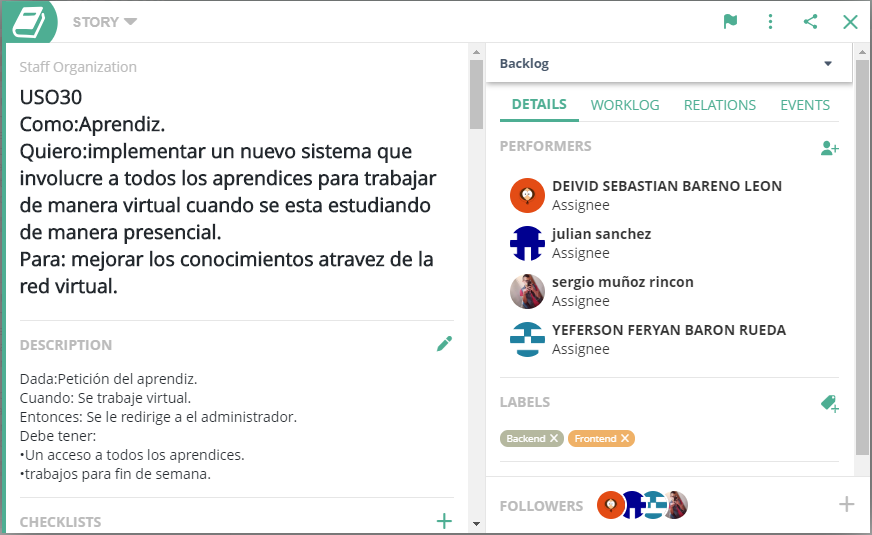 STORY
Staff Organization
USO30
Como:Aprendiz.
Quiero:implementar un nuevo sistema que
involucre a todos los aprendices para trabajar
de manera virtual cuando se esta estudiando
de manera presencial.
Para: mejorar los conocimientos atravez de la
red virtual.
DESCRIPTION
Dada:Petición del aprendiz.
Cuando: Se trabaje virtual.
Entonces: Se le redirige a el administrador.
Debe tener:
•Un acceso a todos los aprendices.
•trabajos para fin de semana.
CHECKLISTS
Backlog
DETAILS WORKLOG RELATIONS EVENTS
PERFORMERS
DEIVID SEBASTIAN BARENO LEON
Assignee
julian sanchez
Assignee
sergio muñoz rincon
Assignee
YEFERSON FERYAN BARON RUEDA
Assignee
LABELS
Backend Frontend
FOLLOWERS